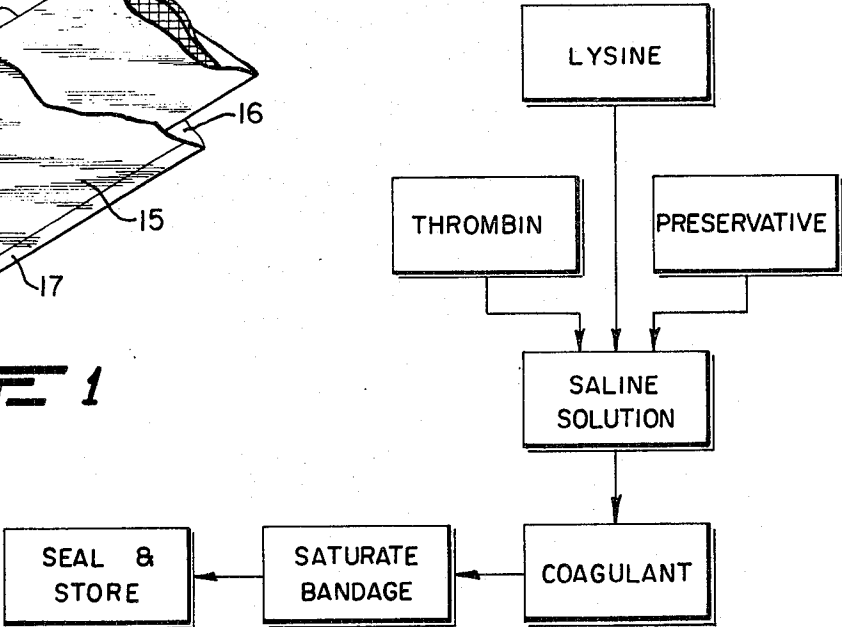 LYSINE
16
THROMBIN
PRESERVATIVE
15
17
1
SALINE
SOLUTION
SEAL &
STORE
SATURATE
BANDAGE
COAGULANT